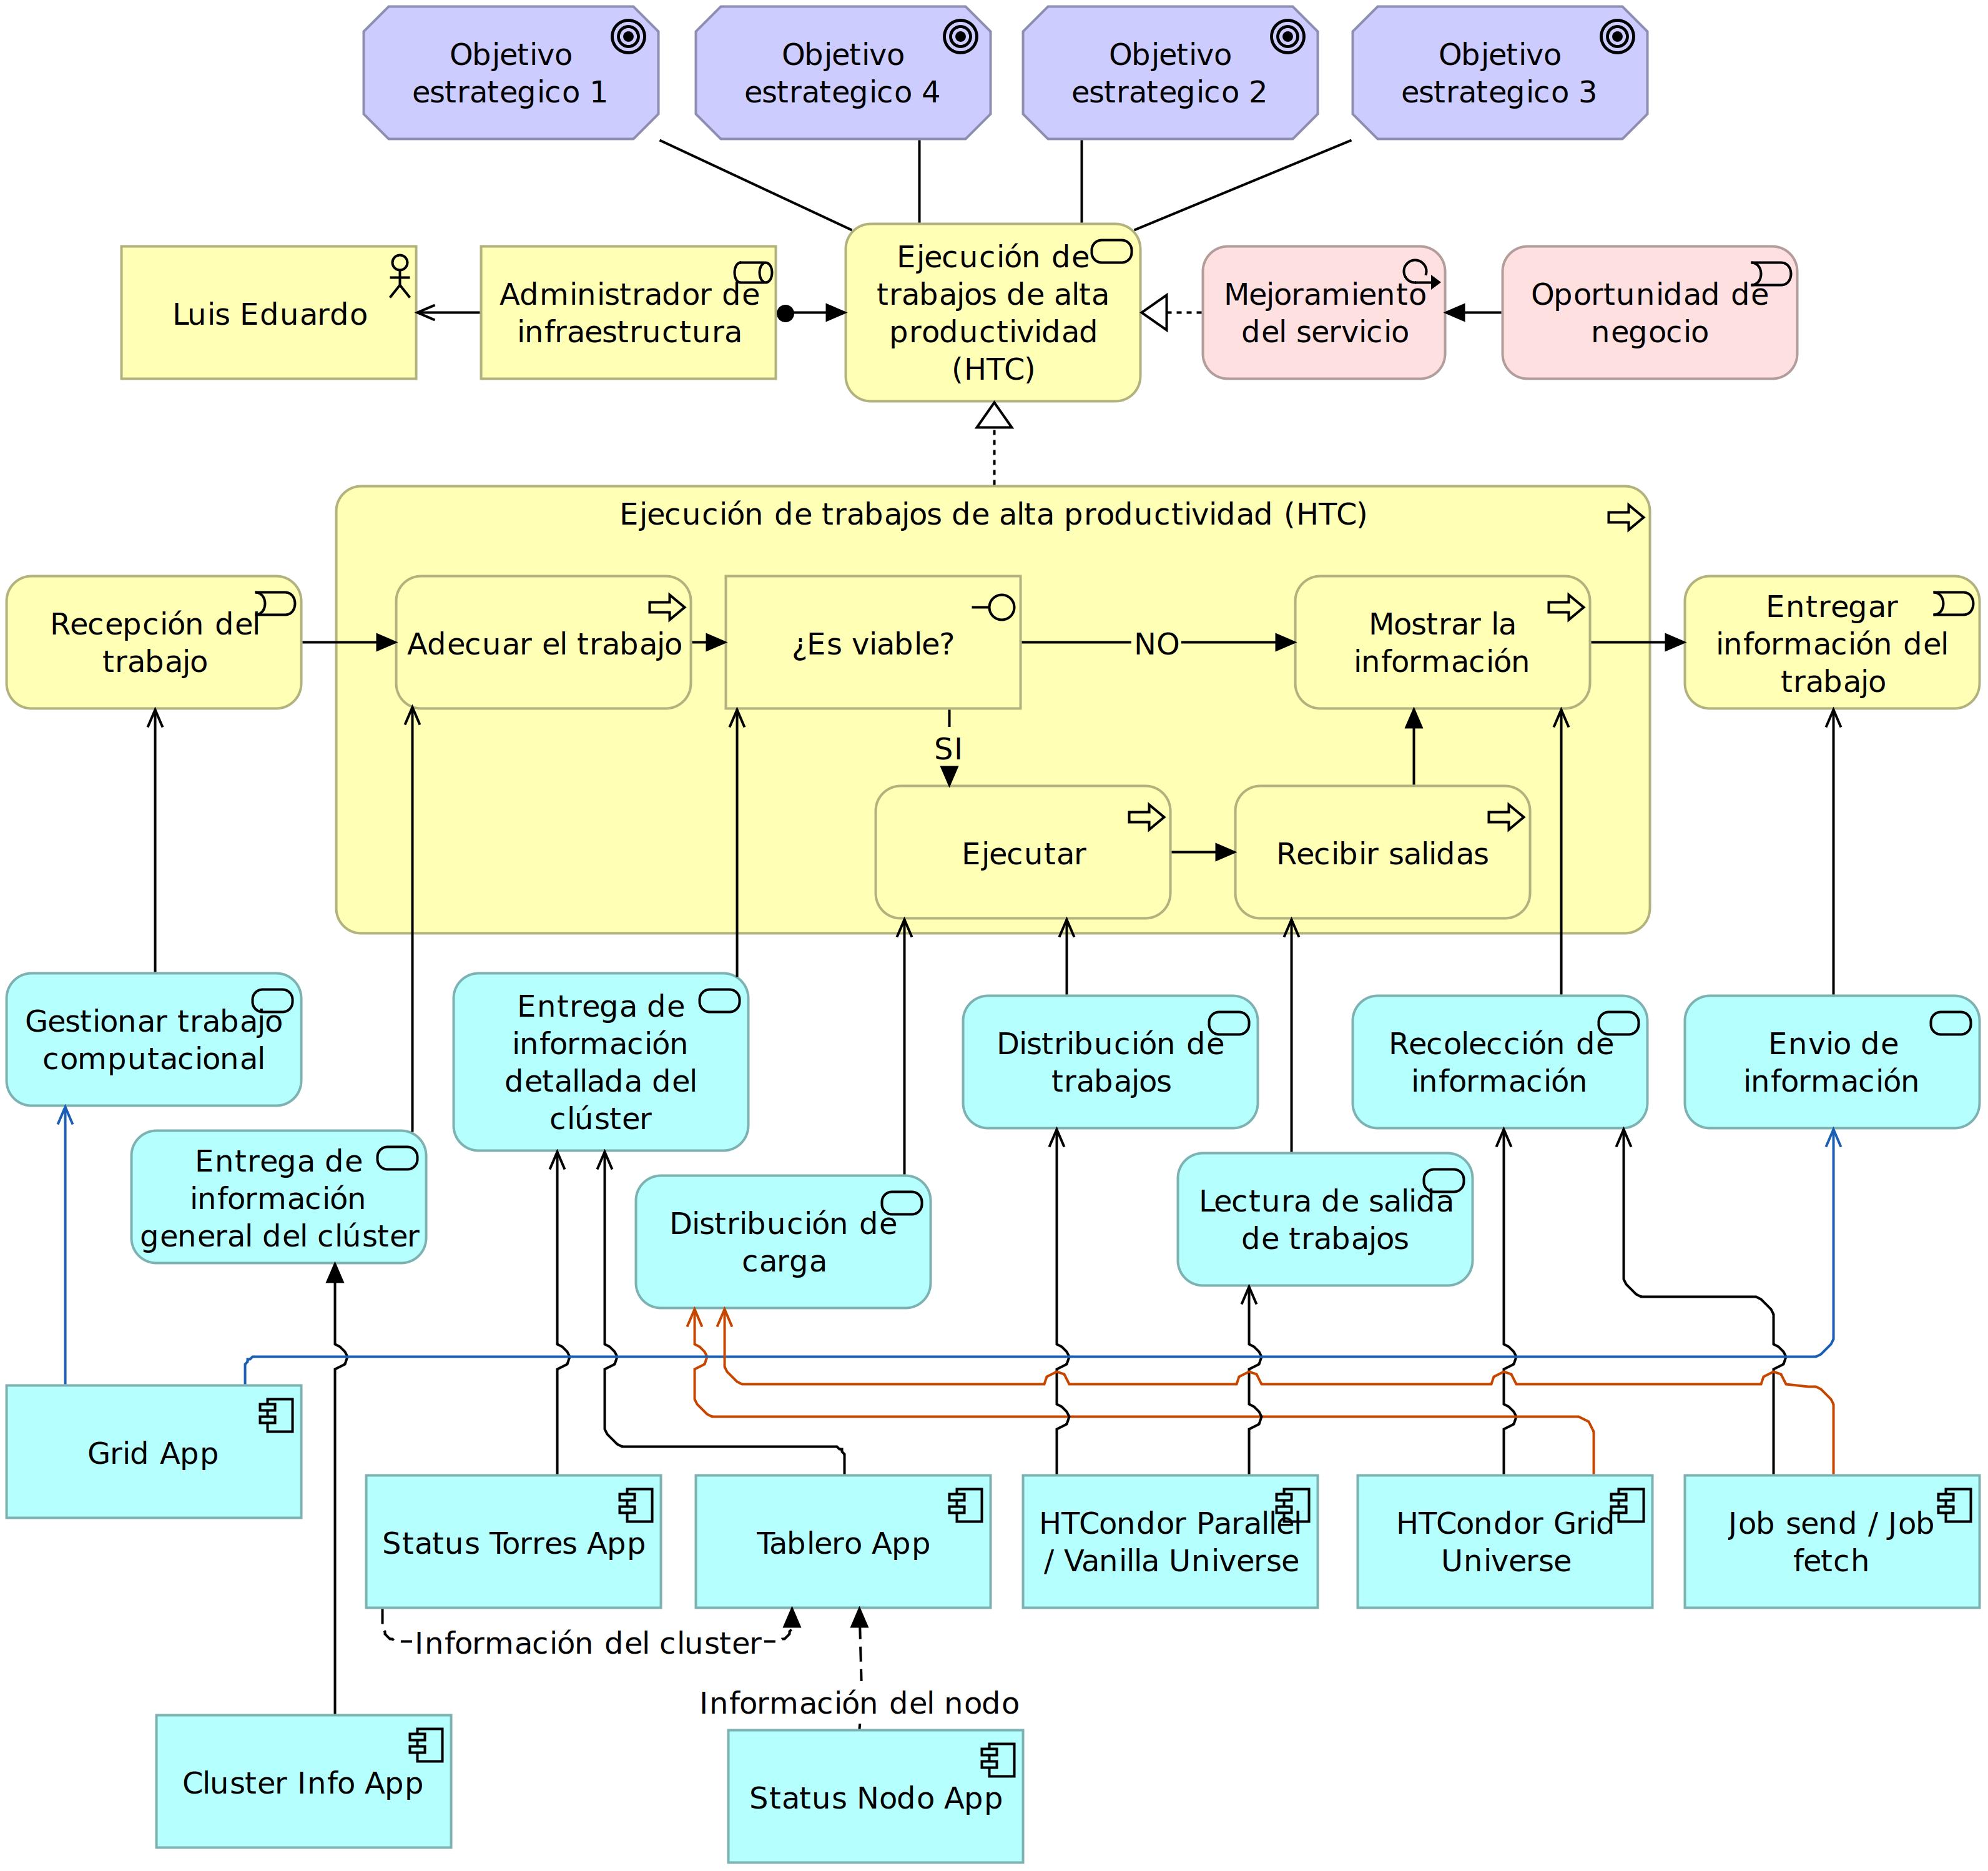 Objetivo
estrategico 1
Objetivo
estrategico 4
Objetivo
estrategico 2
Objetivo
estrategico 3
Luis Eduardo
Administrador de
infraestructura
Ejecución de
trabajos de alta
productividad
(HTC)
Mejoramiento
del servicio
Oportunidad de
negocio
Ejecución de trabajos de alta productividad (HTC)
Recepción del
trabajo
Adecuar el trabajo
¿Es viable?
NO
Mostrar la
información
Entregar
información del
trabajo
SI
Ejecutar
Recibir salidas
Gestionar trabajo
computacional
Entrega de
información
detallada del
clúster
Distribución de
trabajos
Recolección de
información
Envio de
información
Entrega de
información
general del clúster
Distribución de
carga
Lectura de salida
de trabajos
Grid App
Status Torres App
Tablero App
HTCondor Parallel
/ Vanilla Universe
HTCondor Grid
Universe
Job send / Job
fetch
Información del cluster
Información del nodo
Cluster Info App
Status Nodo App